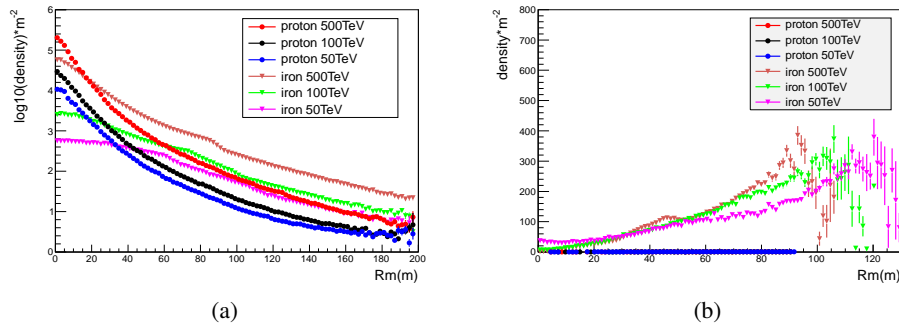 log10(density)*m⁻²
6
5
4
3
2
1
0
0 20 40 60 80 100 120 140 160 180 200
Rm(m)
proton 500TeV
proton 100TeV
proton 50TeV
iron 500TeV
iron 100TeV
iron 50TeV
(a)
density*m⁻²
800
700
600
500
400
300
200
100
0
0 20 40 60 80 100 120
Rm(m)
proton 500TeV
proton 100TeV
proton 50TeV
iron 500TeV
iron 100TeV
iron 50TeV
(b)